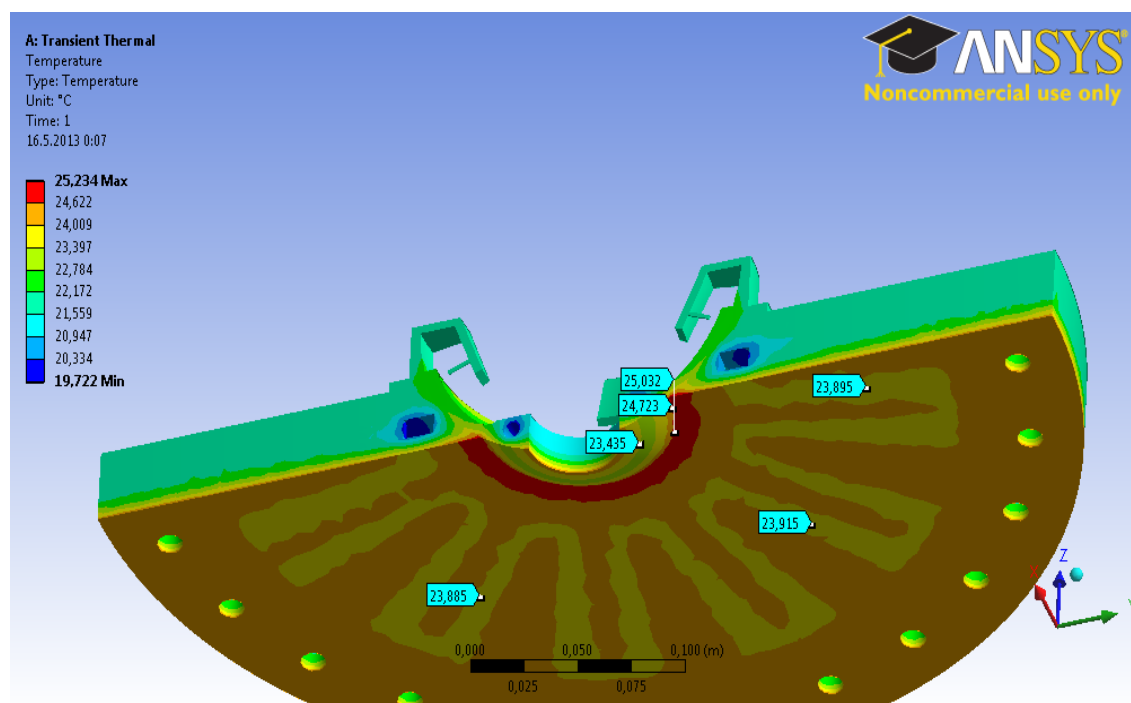 A: Transient Thermal
Temperature
Type: Temperature
Unit: °C
Time: 1
16.5.2013 0:07
25,234 Max
24,622
24,009
23,397
22,784
22,172
21,559
20,947
20,334
19,722 Min
ANSYS®
Noncommercial use only
25,032
24,723
23,435
23,895
23,915
23,885
0,000 0,050 0,100 (m)
0,025 0,075
Z
X
Y